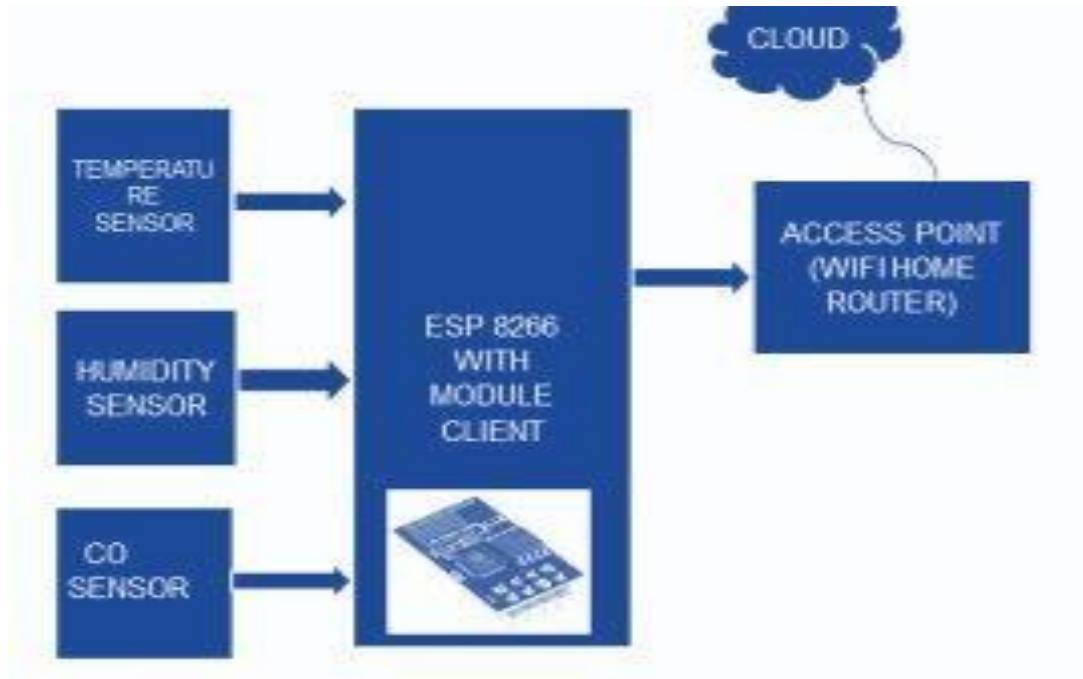 CLOUD
TEMPERATU
RE
SENSOR
ACCESS POINT
(WIFI HOME
ROUTER)
ESP 8266
WITH
MODULE
CLIENT
HUMIDITY
SENSOR
CO
SENSOR